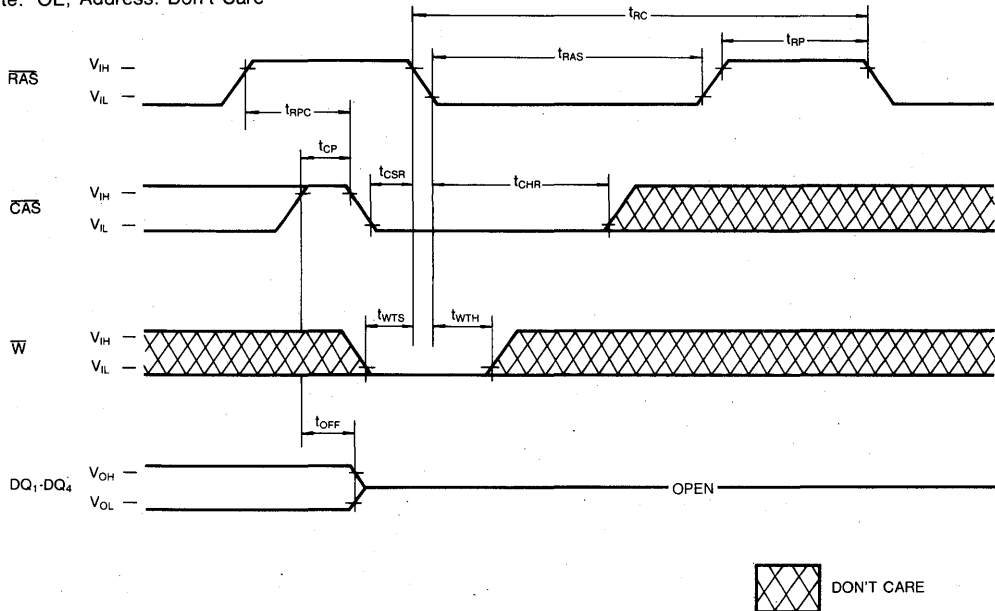 te: OE, Address: Don't Care
tRC
tRAS
tRP
RAS
VIH
VIL
tRPC
tCP
tCSR
tCHR
CAS
VIH
VIL
tWTS
tWTH
W
VIH
VIL
tOFF
DQ1-DQ4
VOH
VOL
OPEN
DON'T CARE